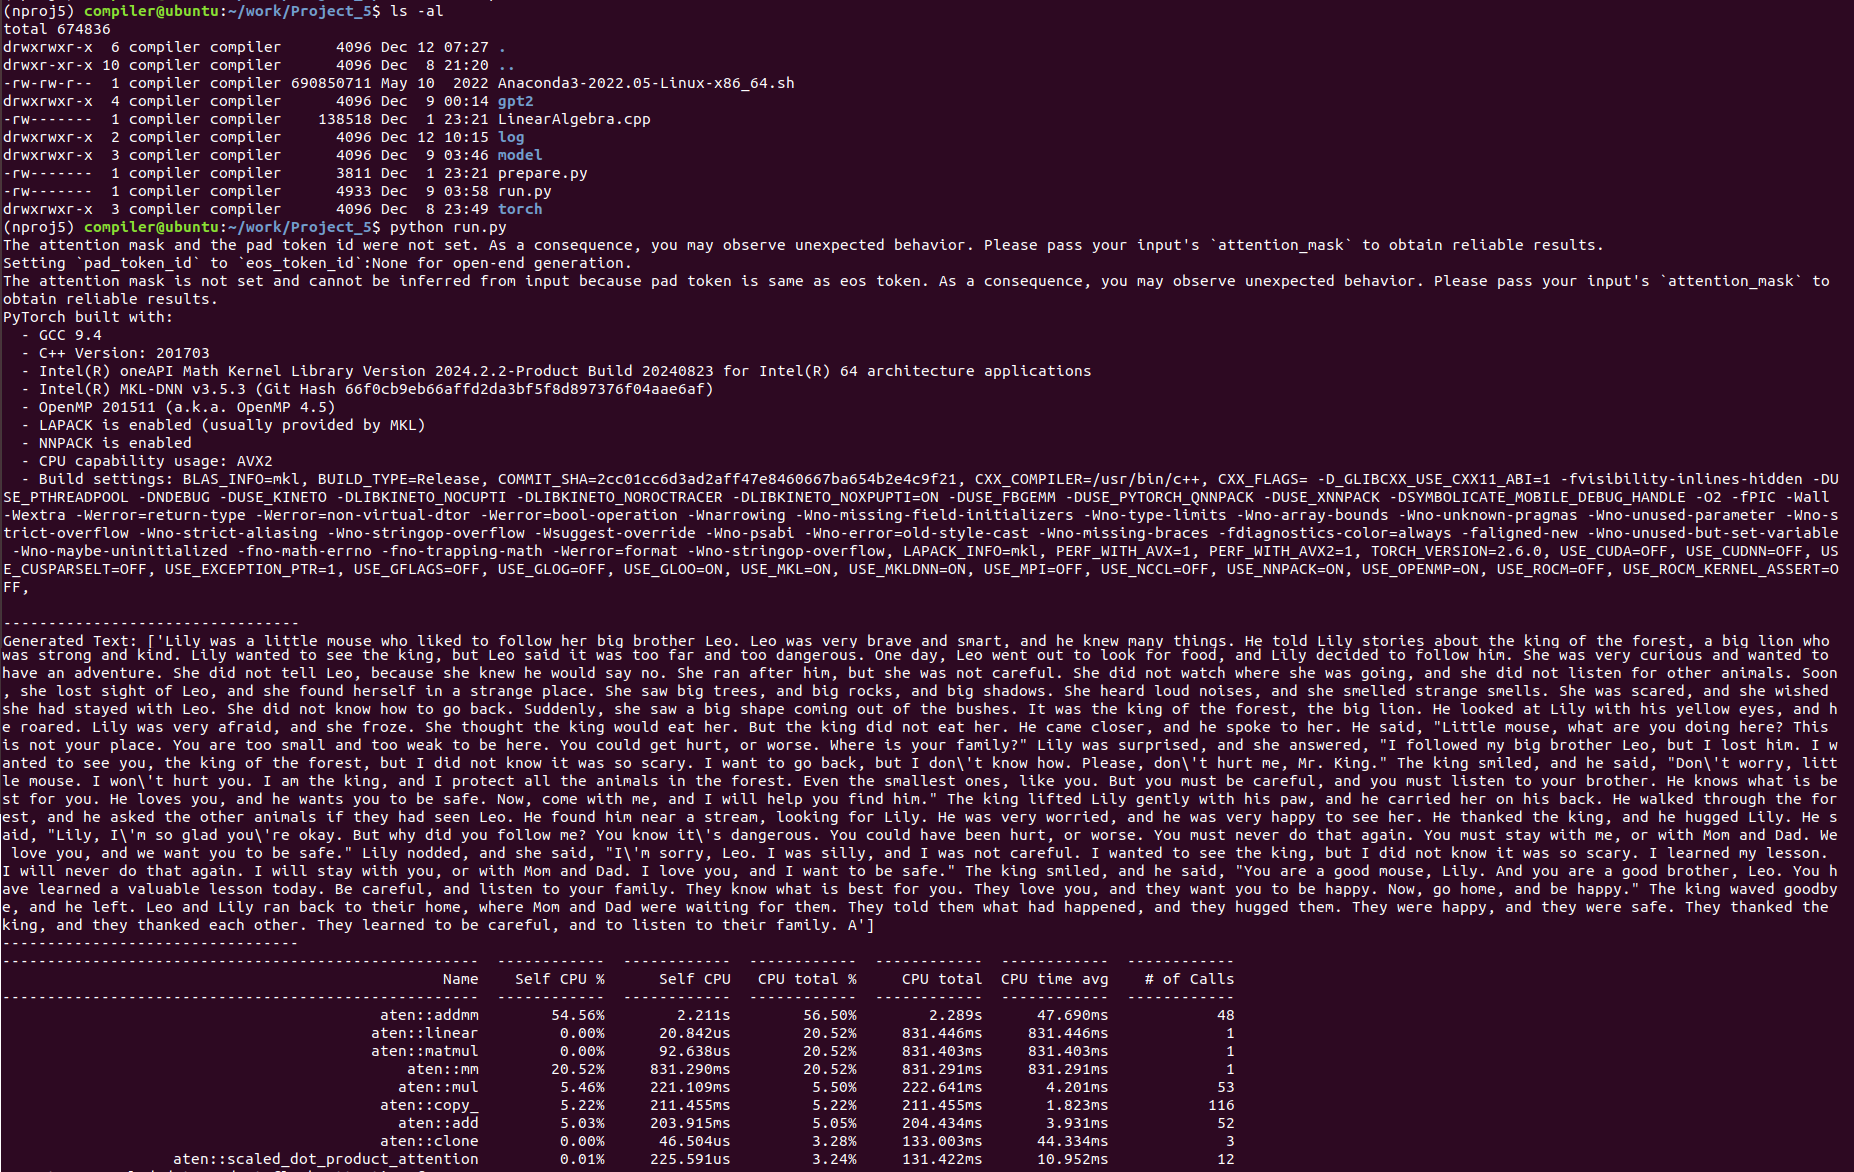 (nproj5) compiler@ubuntu:~/work/Project_5$ ls -al
total 674836
drwxrwxr-x  6 compiler compiler      4096 Dec 12 07:27 .
drwxr-xr-x 10 compiler compiler      4096 Dec  8 21:20 ..
-rw-rw-r--  1 compiler compiler 690850711 May 10  2022 Anaconda3-2022.05-Linux-x86_64.sh
drwxrwxr-x  4 compiler compiler      4096 Dec  9 00:14 gpt2
-rw-------  1 compiler compiler    138518 Dec  1 23:21 LinearAlgebra.cpp
drwxrwxr-x  2 compiler compiler      4096 Dec 12 10:15 log
drwxrwxr-x  3 compiler compiler      4096 Dec  9 03:46 model
-rw-------  1 compiler compiler      3811 Dec  1 23:21 prepare.py
-rw-------  1 compiler compiler      4933 Dec  9 03:58 run.py
drwxrwxr-x  3 compiler compiler      4096 Dec  8 23:49 torch
(nproj5) compiler@ubuntu:~/work/Project_5$ python run.py
The attention mask and the pad token id were not set. As a consequence, you may observe unexpected behavior. Please pass your input's `attention_mask` to obtain reliable results.
Setting `pad_token_id` to `eos_token_id`:None for open-end generation.
The attention mask is not set and cannot be inferred from input because pad token is same as eos token. As a consequence, you may observe unexpected behavior. Please pass your input's `attention_mask` to
obtain reliable results.
PyTorch built with:
  - GCC 9.4
  - C++ Version: 201703
  - Intel(R) oneAPI Math Kernel Library Version 2024.2.2-Product Build 20240823 for Intel(R) 64 architecture applications
  - Intel(R) MKL-DNN v3.5.3 (Git Hash 66f0cb9eb66affd2da3bf5f8d897376f04aae6af)
  - OpenMP 201511 (a.k.a. OpenMP 4.5)
  - LAPACK is enabled (usually provided by MKL)
  - NNPACK is enabled
  - CPU capability usage: AVX2
  - Build settings: BLAS_INFO=mkl, BUILD_TYPE=Release, COMMIT_SHA=2cc01cc6d3ad2aff47e8460667ba654b2e4c9f21, CXX_COMPILER=/usr/bin/c++, CXX_FLAGS= -D_GLIBCXX_USE_CXX11_ABI=1 -fvisibility-inlines-hidden -DU
SE_PTHREADPOOL -DNDEBUG -DUSE_KINETO -DLIBKINETO_NOCUPTI -DLIBKINETO_NOROCTRACER -DLIBKINETO_NOXPUPTI=ON -DUSE_FBGEMM -DUSE_PYTORCH_QNNPACK -DUSE_XNNPACK -DSYMBOLICATE_MOBILE_DEBUG_HANDLE -O2 -fPIC -Wall
-Wextra -Werror=return-type -Werror=non-virtual-dtor -Werror=bool-operation -Wnarrowing -Wno-missing-field-initializers -Wno-type-limits -Wno-array-bounds -Wno-unknown-pragmas -Wno-unused-parameter -Wno-s
trict-overflow -Wno-strict-aliasing -Wno-stringop-overflow -Wsuggest-override -Wno-psabi -Wno-error=old-style-cast -Wno-missing-braces -fdiagnostics-color=always -faligned-new -Wno-unused-but-set-variable
 -Wno-maybe-uninitialized -fno-math-errno -fno-trapping-math -Werror=format -Wno-stringop-overflow, LAPACK_INFO=mkl, PERF_WITH_AVX=1, PERF_WITH_AVX2=1, TORCH_VERSION=2.6.0, USE_CUDA=OFF, USE_CUDNN=OFF, US
E_CUSPARSELT=OFF, USE_EXCEPTION_PTR=1, USE_GFLAGS=OFF, USE_GLOG=OFF, USE_GLOO=ON, USE_MKL=ON, USE_MKLDNN=ON, USE_MPI=OFF, USE_NCCL=OFF, USE_NNPACK=ON, USE_OPENMP=ON, USE_ROCM=OFF, USE_ROCM_KERNEL_ASSERT=O
FF,
---------------------------------
Generated Text: ['Lily was a little mouse who liked to follow her big brother Leo. Leo was very brave and smart, and he knew many things. He told Lily stories about the king of the forest, a big lion who
was strong and kind. Lily wanted to see the king, but Leo said it was too far and too dangerous. One day, Leo went out to look for food, and Lily decided to follow him. She was very curious and wanted to
have an adventure. She did not tell Leo, because she knew he would say no. She ran after him, but she was not careful. She did not watch where she was going, and she did not listen for other animals. Soon
, she lost sight of Leo, and she found herself in a strange place. She saw big trees, and big rocks, and big shadows. She heard loud noises, and she smelled strange smells. She was scared, and she wished
she had stayed with Leo. She did not know how to go back. Suddenly, she saw a big shape coming out of the bushes. It was the king of the forest, the big lion. He looked at Lily with his yellow eyes, and h
e roared. Lily was very afraid, and she froze. She thought the king would eat her. But the king did not eat her. He came closer, and he spoke to her. He said, "Little mouse, what are you doing here? This
is not your place. You are too small and too weak to be here. You could get hurt, or worse. Where is your family?" Lily was surprised, and she answered, "I followed my big brother Leo, but I lost him. I w
anted to see you, the king of the forest, but I did not know it was so scary. I want to go back, but I don\'t know how. Please, don\'t hurt me, Mr. King." The king smiled, and he said, "Don\'t worry, litt
le mouse. I won\'t hurt you. I am the king, and I protect all the animals in the forest. Even the smallest ones, like you. But you must be careful, and you must listen to your brother. He knows what is be
st for you. He loves you, and he wants you to be safe. Now, come with me, and I will help you find him." The king lifted Lily gently with his paw, and he carried her on his back. He walked through the for
est, and he asked the other animals if they had seen Leo. He found him near a stream, looking for Lily. He was very worried, and he was very happy to see her. He thanked the king, and he hugged Lily. He s
aid, "Lily, I\'m so glad you\'re okay. But why did you follow me? You know it\'s dangerous. You could have been hurt, or worse. You must never do that again. You must stay with me, or with Mom and Dad. We
 love you, and we want you to be safe." Lily nodded, and she said, "I\'m sorry, Leo. I was silly, and I was not careful. I wanted to see the king, but I did not know it was so scary. I learned my lesson.
I will never do that again. I will stay with you, or with Mom and Dad. I love you, and I want to be safe." The king smiled, and he said, "You are a good mouse, Lily. And you are a good brother, Leo. You h
ave learned a valuable lesson today. Be careful, and listen to your family. They know what is best for you. They love you, and they want you to be happy. Now, go home, and be happy." The king waved goodby
e, and he left. Leo and Lily ran back to their home, where Mom and Dad were waiting for them. They told them what had happened, and they hugged them. They were happy, and they were safe. They thanked the
king, and they thanked each other. They learned to be careful, and to listen to their family. A']
---------------------------------
-----------------------------------------------------  ------------  ------------  ------------  ------------  ------------  ------------
Name    Self CPU %      Self CPU   CPU total %     CPU total  CPU time avg    # of Calls
-----------------------------------------------------  ------------  ------------  ------------  ------------  ------------  ------------
aten::addmm        54.56%        2.211s        56.50%        2.289s      47.690ms            48
aten::linear         0.00%      20.842us        20.52%     831.446ms     831.446ms             1
aten::matmul         0.00%      92.638us        20.52%     831.403ms     831.403ms             1
aten::mm        20.52%     831.290ms        20.52%     831.291ms     831.291ms             1
aten::mul         5.46%     221.109ms         5.50%     222.641ms       4.201ms            53
aten::copy_         5.22%     211.455ms         5.22%     211.455ms       1.823ms           116
aten::add         5.03%     203.915ms         5.05%     204.434ms       3.931ms            52
aten::clone         0.00%      46.504us         3.28%     133.003ms      44.334ms             3
aten::scaled_dot_product_attention         0.01%     225.591us         3.24%     131.422ms      10.952ms            12